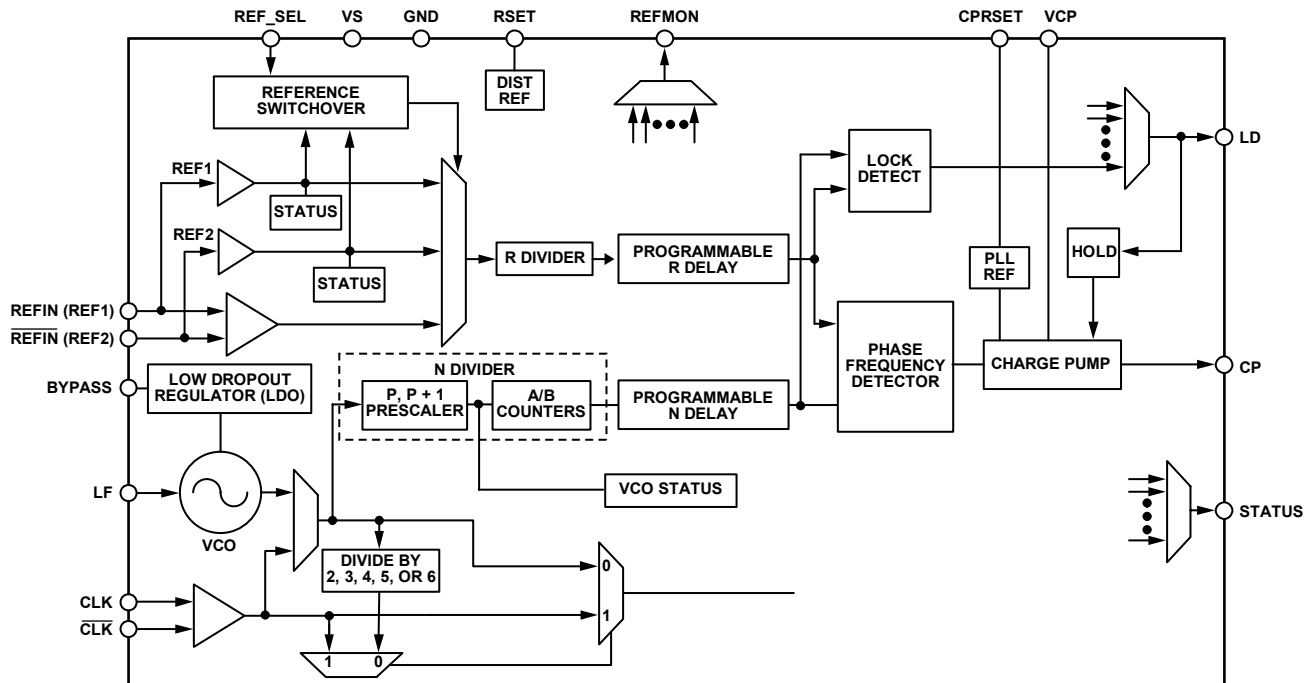 REF_SEL
VS
GND
RSET
REFMON
CPRSET
VCP
REFERENCE
SWITCHOVER
DIST
REF
REF1
STATUS
REF2
STATUS
LOCK
DETECT
LD
HOLD
R DIVIDER
PROGRAMMABLE
R DELAY
PLL
REF
REFIN (REF1)
REFIN (REF2)
BYPASS
LOW DROPOUT
REGULATOR (LDO)
N DIVIDER
P, P + 1
PRESCALER
A/B
COUNTERS
PROGRAMMABLE
N DELAY
PHASE
FREQUENCY
DETECTOR
CHARGE PUMP
CP
LF
VCO
VCO STATUS
STATUS
DIVIDE BY
2, 3, 4, 5, OR 6
0
1
CLK
CLK
1 0